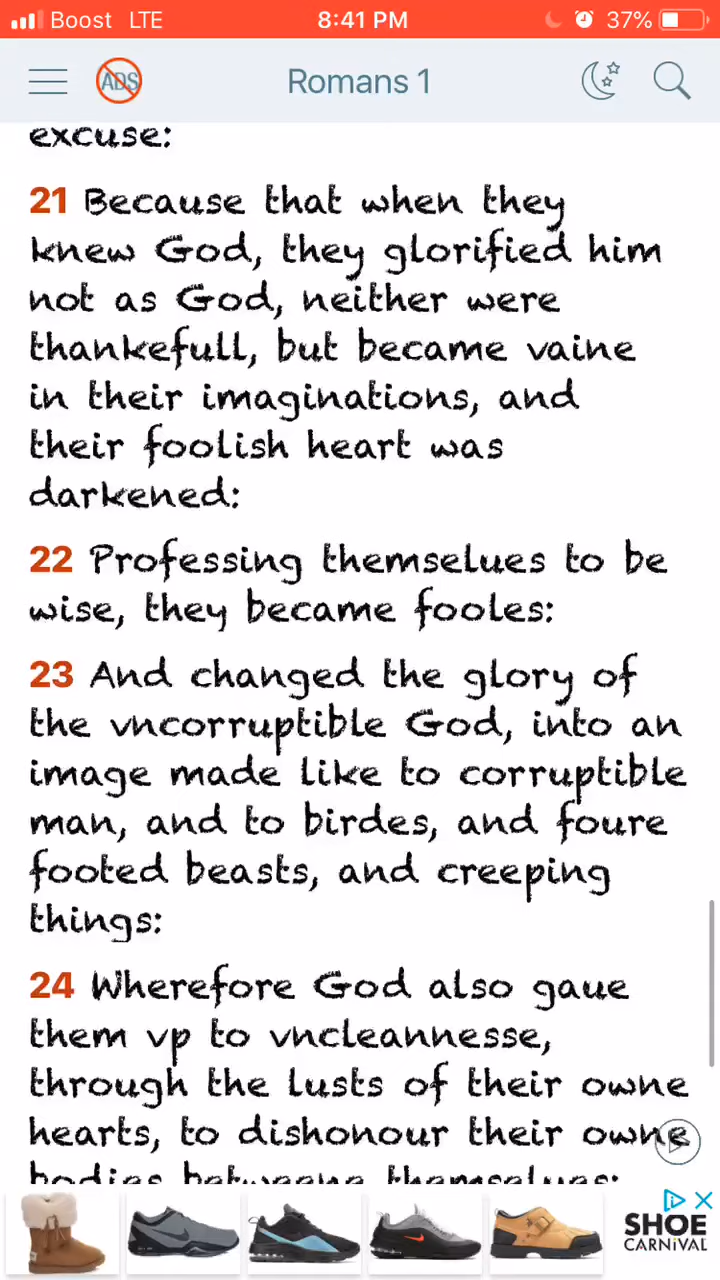 Boost LTE 8:41 PM 37%
ADS Romans 1
excuse:
21 Because that when they
knew God, they glorified him
not as God, neither were
thankefull, but became vaine
in their imaginations, and
their foolish heart was
darkened:
22 Professing themselues to be
wise, they became fooles:
23 And changed the glory of
the vncorruptible God, into an
image made like to corruptible
man, and to birdes, and foure
footed beasts, and creeping
things:
24 Wherefore God also gaue
them vp to vncleannesse,
through the lusts of their owne
hearts, to dishonour their owne
bodies betweene themselues:
SHOE
CARNIVAL